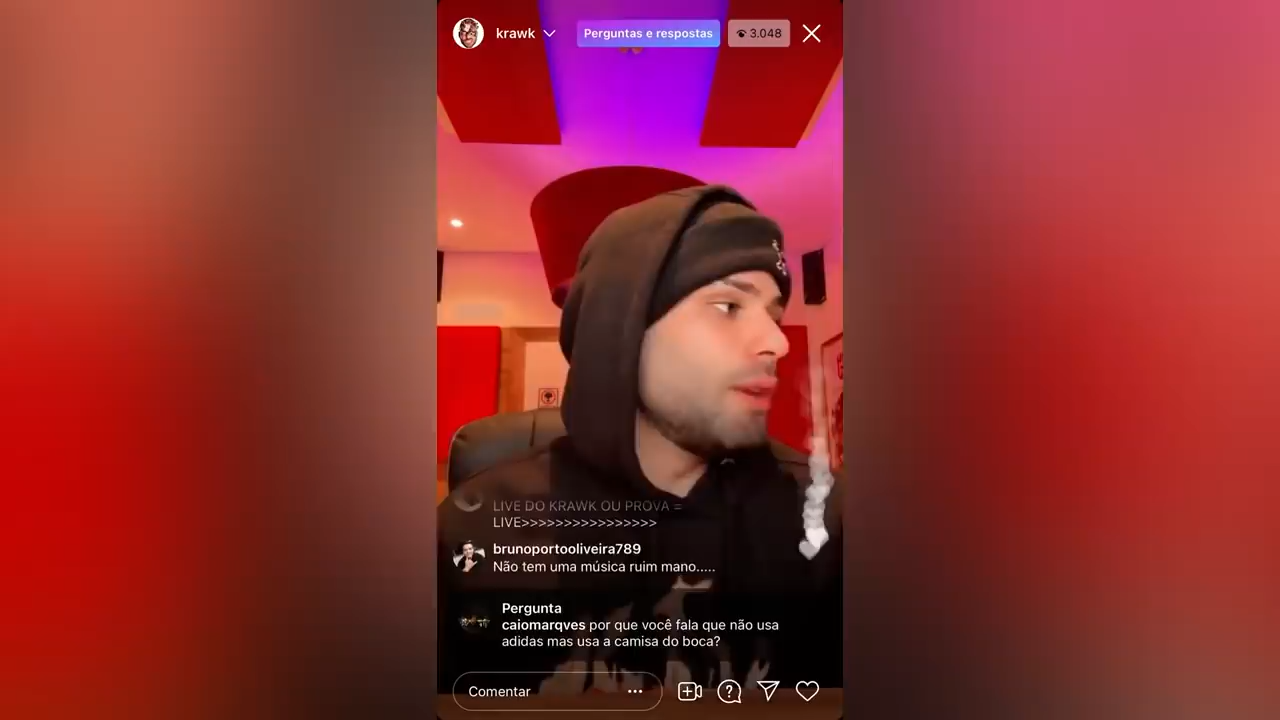 krawk
Perguntas e respostas
3.048
LIVE DO KRAWK OU PROVA =
LIVE>>>>>>>>>>>>>>>>
brunoportooliveira789
Não tem uma música ruim mano.....
Pergunta
caiomarqves por que você fala que não usa
adidas mas usa a camisa do boca?
Comentar